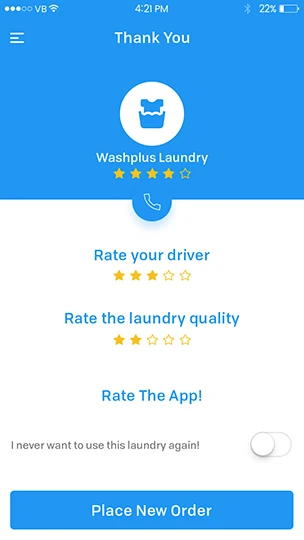 VB 4:21 PM 22%
Thank You
Washplus Laundry
Rate your driver
Rate the laundry quality
Rate The App!
I never want to use this laundry again!
Place New Order